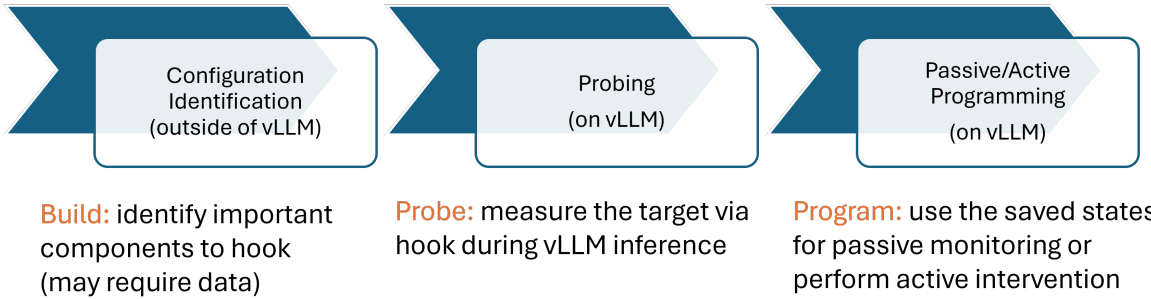 Configuration
Identification
(outside of vLLM)
Probing
(on vLLM)
Passive/Active
Programming
(on vLLM)
Build: identify important
components to hook
(may require data)
Probe: measure the target via
hook during vLLM inference
Program: use the saved states
for passive monitoring or
perform active intervention